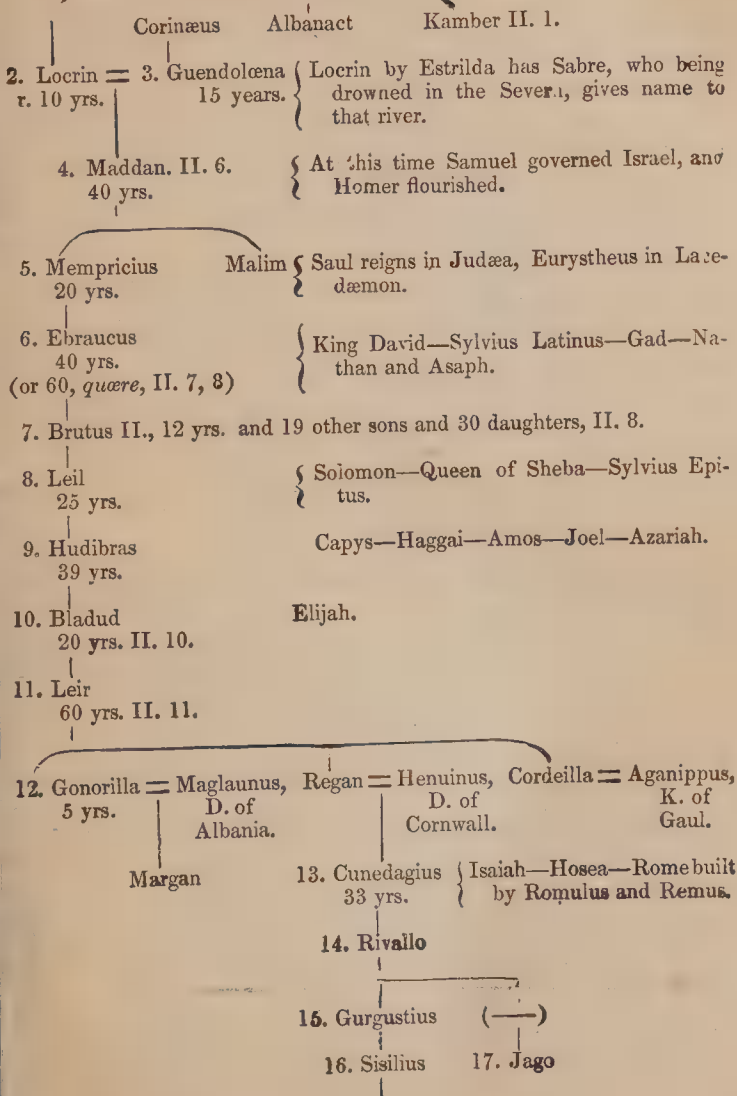 Corinæus Albanact Kamber II. 1.
2. Locrin = 3. Guendolœna { Locrin by Estrilda has Sabre, who being
r. 10 yrs. 15 years. drowned in the Severn, gives name to
that river.
4. Maddan. II. 6. { At this time Samuel governed Israel, and
40 yrs. Homer flourished.
5. Mempricius Malim { Saul reigns in Judæa, Eurystheus in Lace-
20 yrs. dæmon.
6. Ebraucus { King David—Sylvius Latinus—Gad—Na-
40 yrs. than and Asaph.
(or 60, quære, II. 7, 8)
7. Brutus II., 12 yrs. and 19 other sons and 30 daughters, II. 8.
8. Leil { Solomon—Queen of Sheba—Sylvius Epi-
25 yrs. tus.
9. Hudibras Capys—Haggai—Amos—Joel—Azariah.
39 yrs.
10. Bladud Elijah.
20 yrs. II. 10.
11. Leir
60 yrs. II. 11.
12. Gonorilla = Maglaunus, Regan = Henuinus, Cordeilla = Aganippus,
5 yrs. D. of D. of K. of
Albania. Cornwall. Gaul.
Margan 13. Cunedagius { Isaiah—Hosea—Rome built
33 yrs. by Romulus and Remus.
14. Rivallo
15. Gurgustius (——)
16. Sisilius 17. Jago